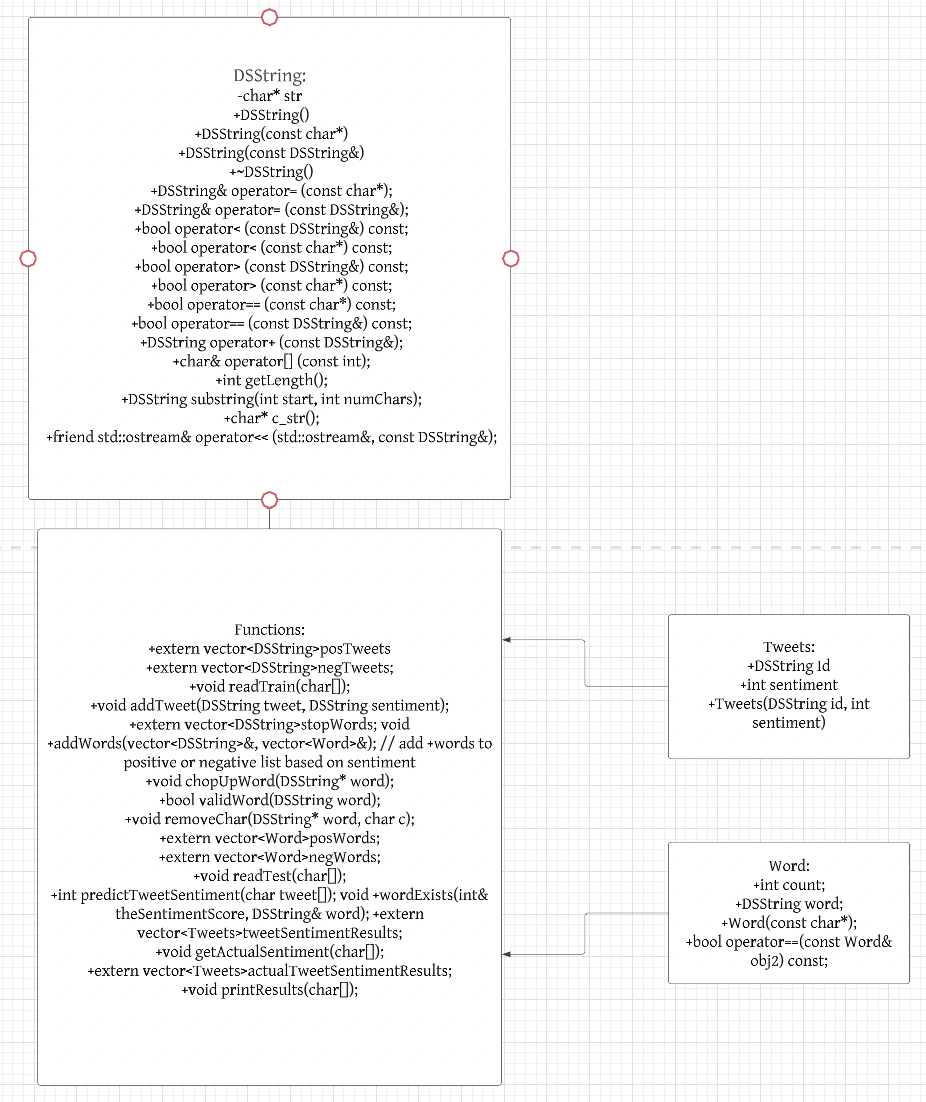 DSString:
-char* str
+DSString()
+DSString(const char*)
+DSString(const DSString&)
+~DSString()
+DSString& operator= (const char*);
+DSString& operator= (const DSString&);
+bool operator< (const DSString&) const;
+bool operator< (const char*) const;
+bool operator> (const DSString&) const;
+bool operator> (const char*) const;
+bool operator== (const char*) const;
+bool operator== (const DSString&) const;
+DSString operator+ (const DSString&);
+char& operator[] (const int);
+int getLength();
+DSString substring(int start, int numChars);
+char* c_str();
+friend std::ostream& operator<< (std::ostream&, const DSString&);
Functions:
+extern vector<DSString>posTweets
+extern vector<DSString>negTweets;
+void readTrain(char[]);
+void addTweet(DSString tweet, DSString sentiment);
+extern vector<DSString>stopWords; void
+addWords(vector<DSString>&, vector<Word>&); // add +words to
positive or negative list based on sentiment
+void chopUpWord(DSString* word);
+bool validWord(DSString word);
+void removeChar(DSString* word, char c);
+extern vector<Word>posWords;
+extern vector<Word>negWords;
+void readTest(char[]);
+int predictTweetSentiment(char tweet[]); void +wordExists(int&
theSentimentScore, DSString& word); +extern
vector<Tweets>tweetSentimentResults;
+void getActualSentiment(char[]);
+extern vector<Tweets>actualTweetSentimentResults;
+void printResults(char[]);
Tweets:
+DSString Id
+int sentiment
+Tweets(DSString id, int
sentiment)
Word:
+int count;
+DSString word;
+Word(const char*);
+bool operator==(const Word&
obj2) const;